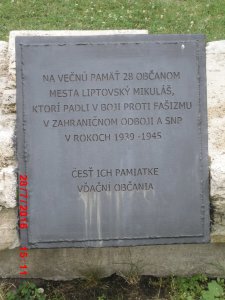 NA VEČNÚ PAMÄŤ 28 OBČANOM
MESTA LIPTOVSKÝ MIKULÁŠ,
KTORÍ PADLI V BOJI PROTI FAŠIZMU
V ZAHRANIČNOM ODBOJI A SNP
V ROKOCH 1939 -1945
ČESŤ ICH PAMIATKE
VĎAČNÍ OBČANIA